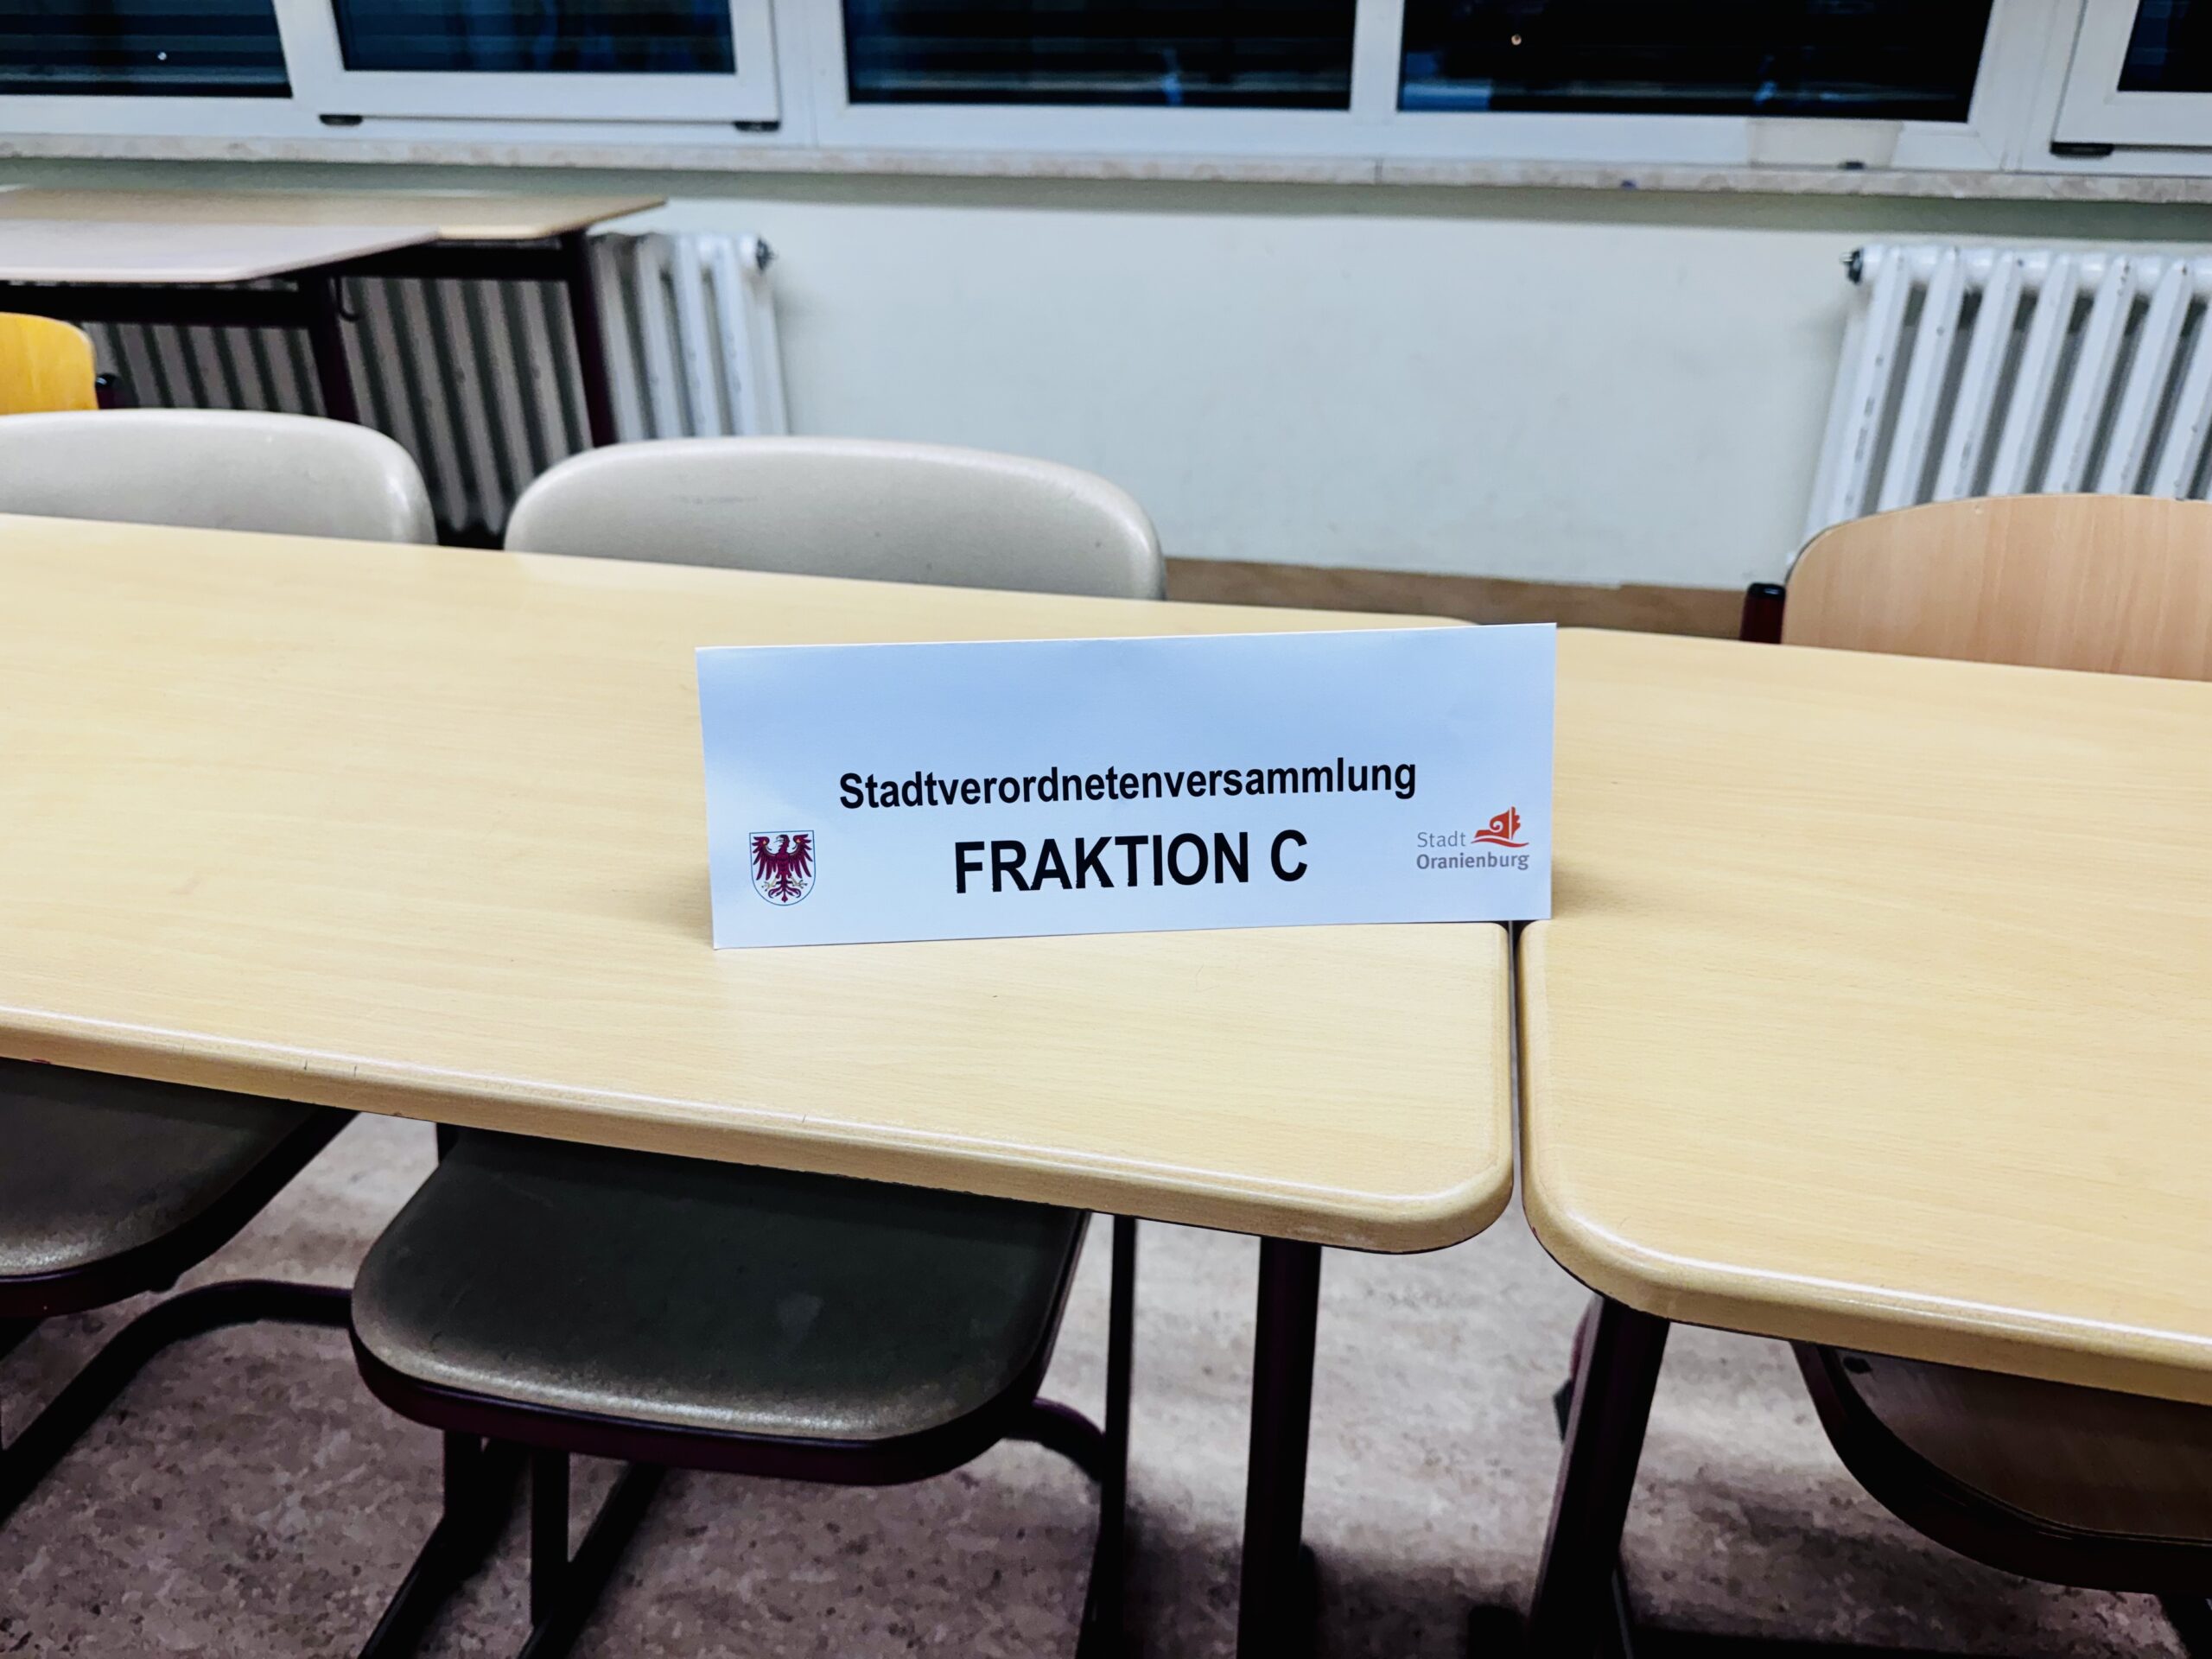 Stadtverordnetenversammlung
FRAKTION C
Stadt
Oranienburg